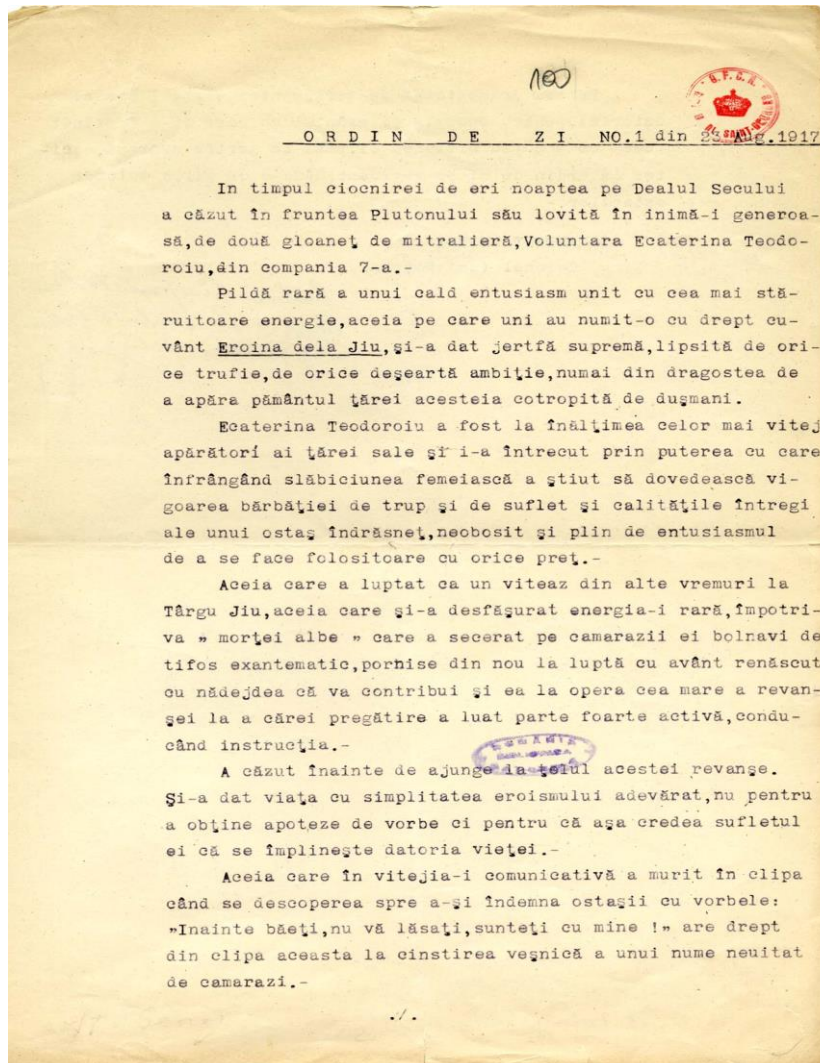 100
G.F.C.R.
ORDIN DE ZI NO.1 din 23 Aug.1917
In timpul ciocnirei de eri noaptea pe Dealul Secului
a căzut în fruntea Plutonului său lovită în inimă-i generoa-
să,de două gloaneţ de mitralieră,Voluntara Ecaterina Teodo-
roiu,din compania 7-a.-
Pildă rară a unui cald entusiasm unit cu cea mai stă-
ruitoare energie,aceia pe care uni au numit-o cu drept cu-
vânt Eroina dela Jiu,şi-a dat jertfă supremă,lipsită de ori-
ce trufie,de orice deşeartă ambiţie,numai din dragostea de
a apăra pământul ţărei acesteia cotropită de duşmani.
Ecaterina Teodoroiu a fost la înălţimea celor mai vitej
apărători ai ţărei sale şi i-a întrecut prin puterea cu care
înfrângând slăbiciunea femeiască a ştiut să dovedească vi-
goarea bărbăţiei de trup şi de suflet şi calităţile întregi
ale unui ostaş îndrăsneţ,neobosit şi plin de entusiasmul
de a se face folositoare cu orice preţ.-
Aceia care a luptat ca un viteaz din alte vremuri la
Târgu Jiu,aceia care şi-a desfăşurat energia-i rară,împotri-
va „ morţei albe „ care a secerat pe camarazii ei bolnavi de
tifos exantematic,pornise din nou la luptă cu avânt renăscut
cu nădejdea că va contribui şi ea la opera cea mare a revan-
şei la a cărei pregătire a luat parte foarte activă,condu-
când instrucţia.-
A căzut înainte de ajunge la ţelul acestei revanşe.
Şi-a dat viaţa cu simplitatea eroismului adevărat,nu pentru
a obţine apoteze de vorbe ci pentru că aşa credea sufletul
ei că se împlineşte datoria vieţei.-
Aceia care în vitejia-i comunicativă a murit în clipa
când se descoperea spre a-şi îndemna ostaşii cu vorbele:
„Inainte băeţi,nu vă lăsaţi,sunteţi cu mine !„ are drept
din clipa aceasta la cinstirea veşnică a unui nume neuitat
de camarazi.-
./.